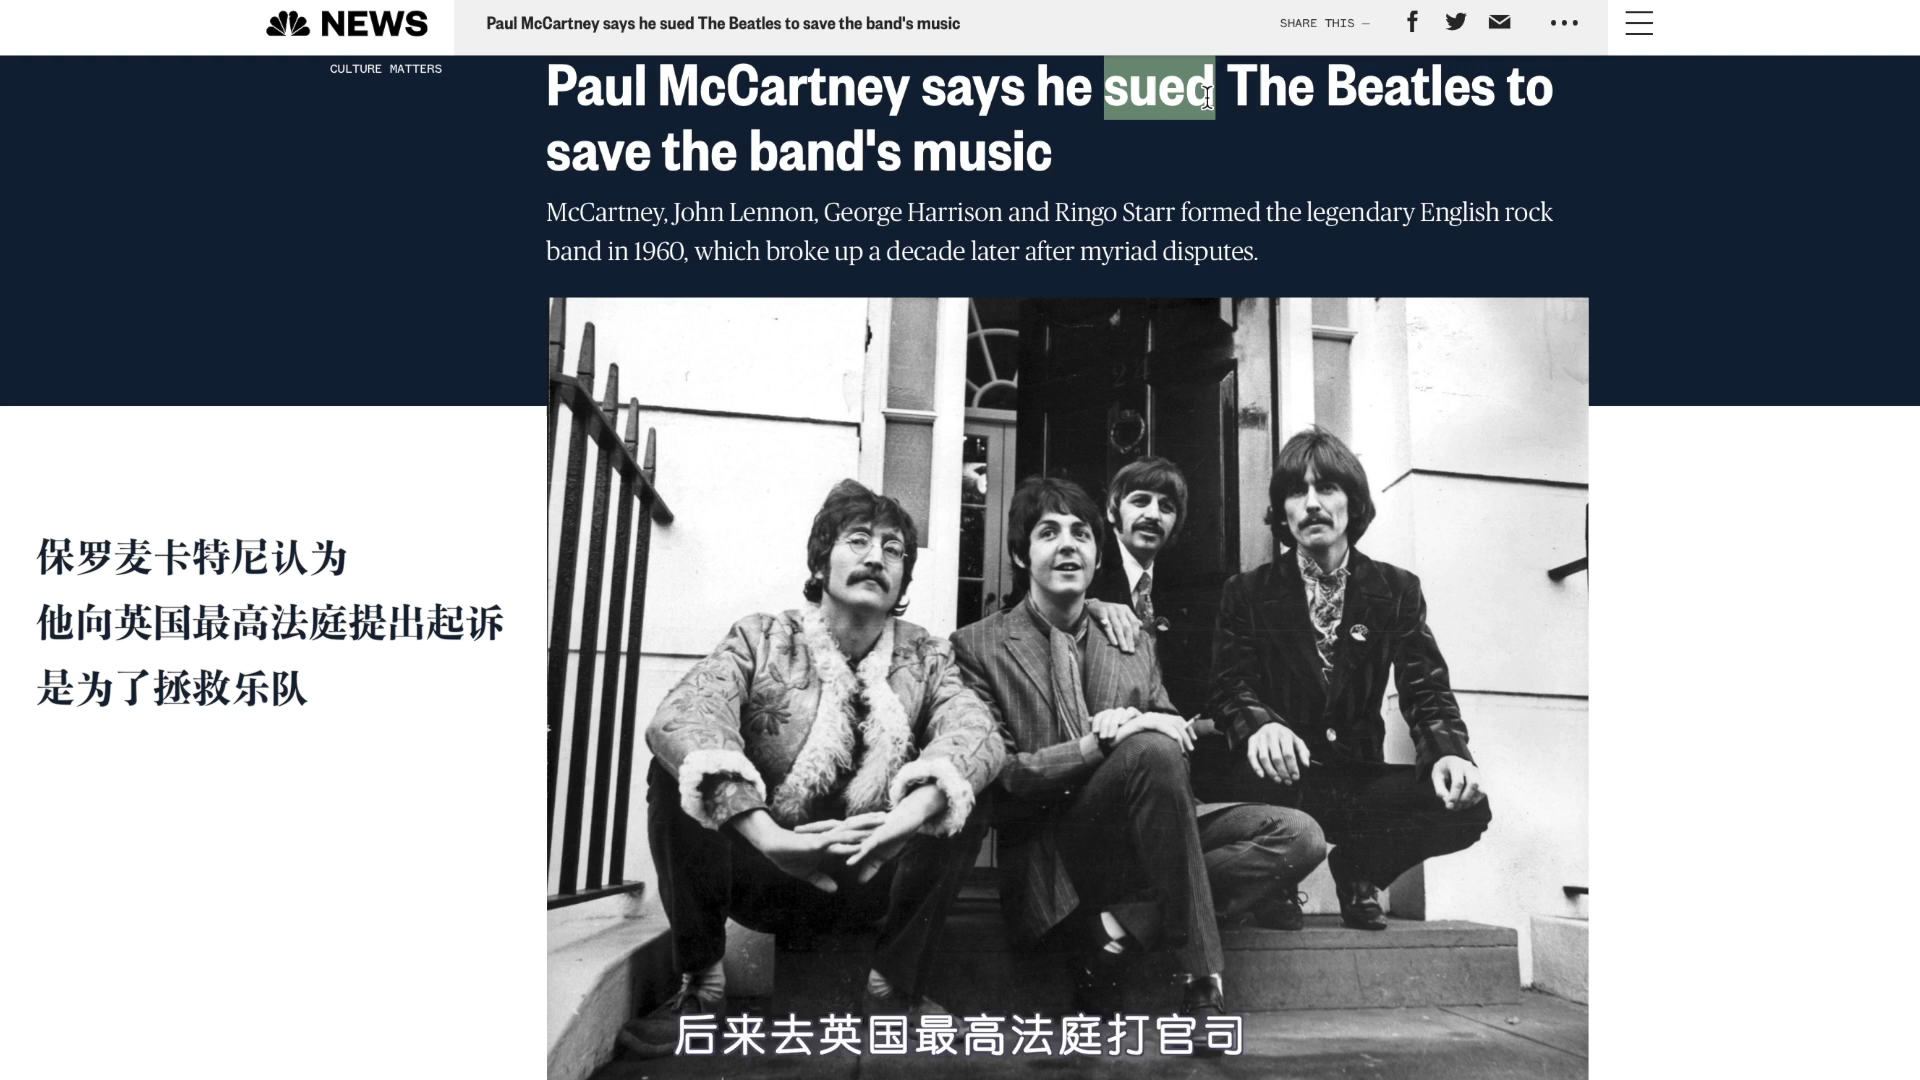 NEWS
Paul McCartney says he sued The Beatles to save the band's music
SHARE THIS —
CULTURE MATTERS
Paul McCartney says he sued The Beatles to
save the band's music
McCartney, John Lennon, George Harrison and Ringo Starr formed the legendary English rock
band in 1960, which broke up a decade later after myriad disputes.
24
保罗麦卡特尼认为
他向英国最高法庭提出起诉
是为了拯救乐队
后来去英国最高法庭打官司